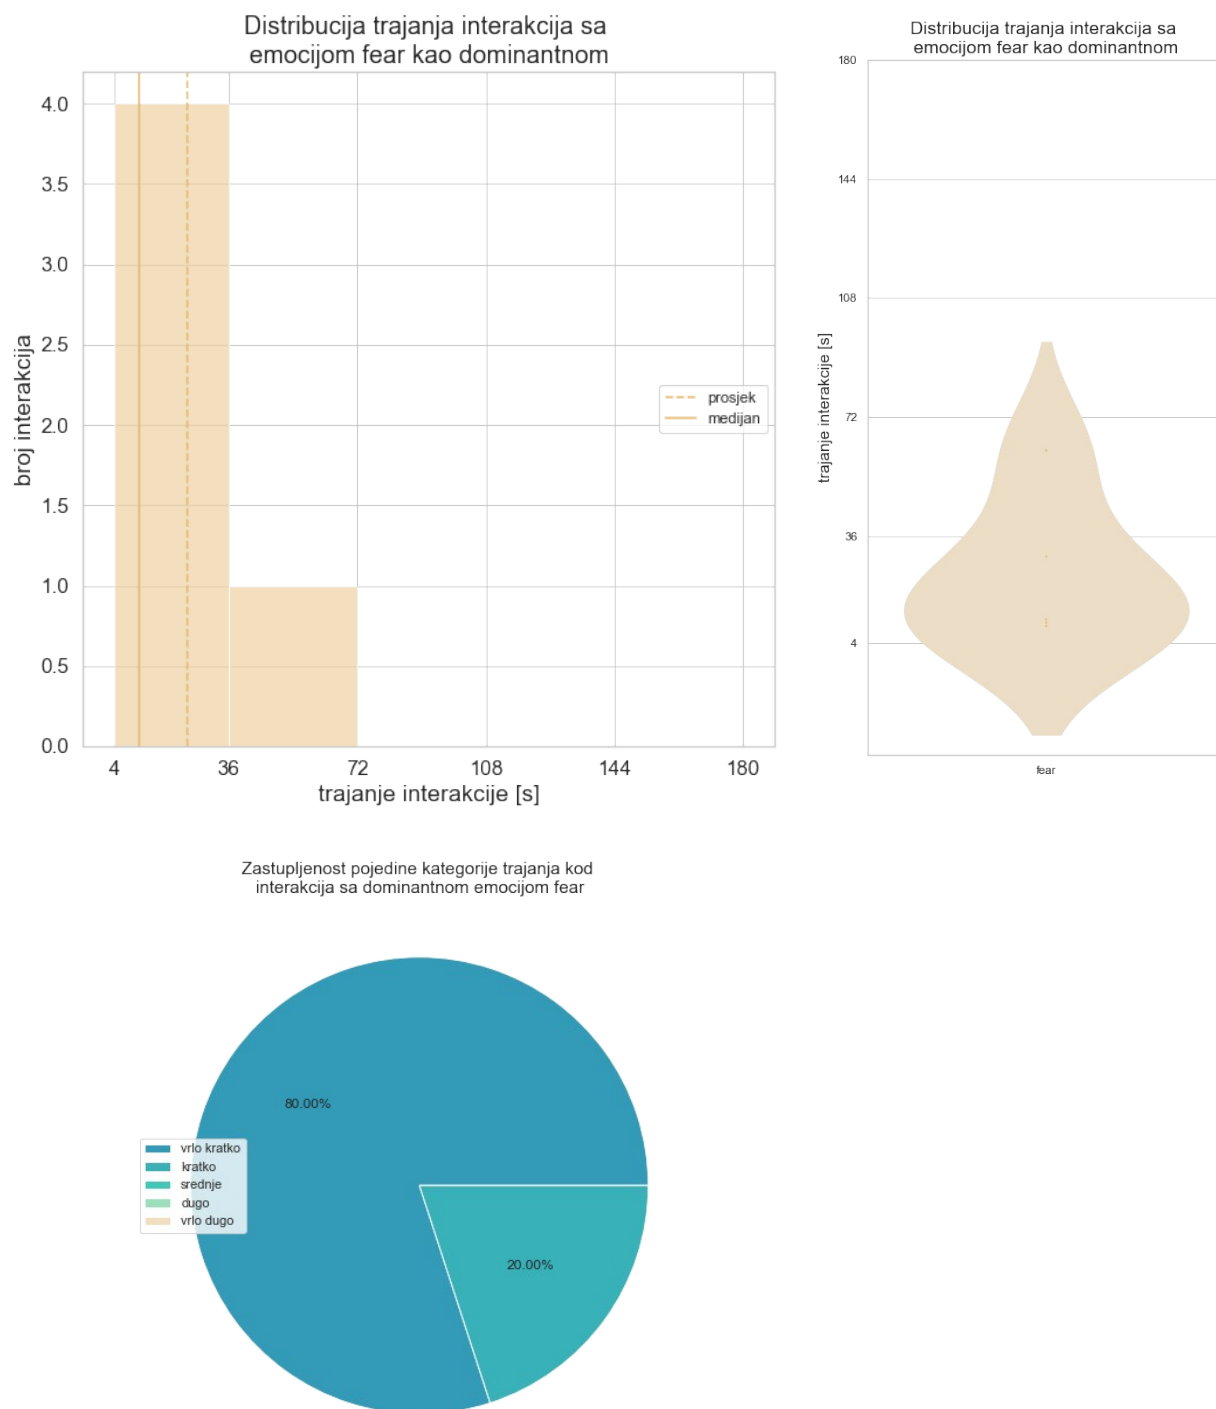 Distribucija trajanja interakcija sa
emocijom fear kao dominantnom
4.0
3.5
3.0
2.5
2.0
1.5
1.0
0.5
0.0
broj interakcija
prosjek
medijan
4 36 72 108 144 180
trajanje interakcije [s]
Distribucija trajanja interakcija sa
emocijom fear kao dominantnom
180
144
108
72
36
4
trajanje interakcije [s]
fear
Zastupljenost pojedine kategorije trajanja kod
interakcija sa dominantnom emocijom fear
80.00%
vrlo kratko
kratko
srednje
dugo
vrlo dugo
20.00%